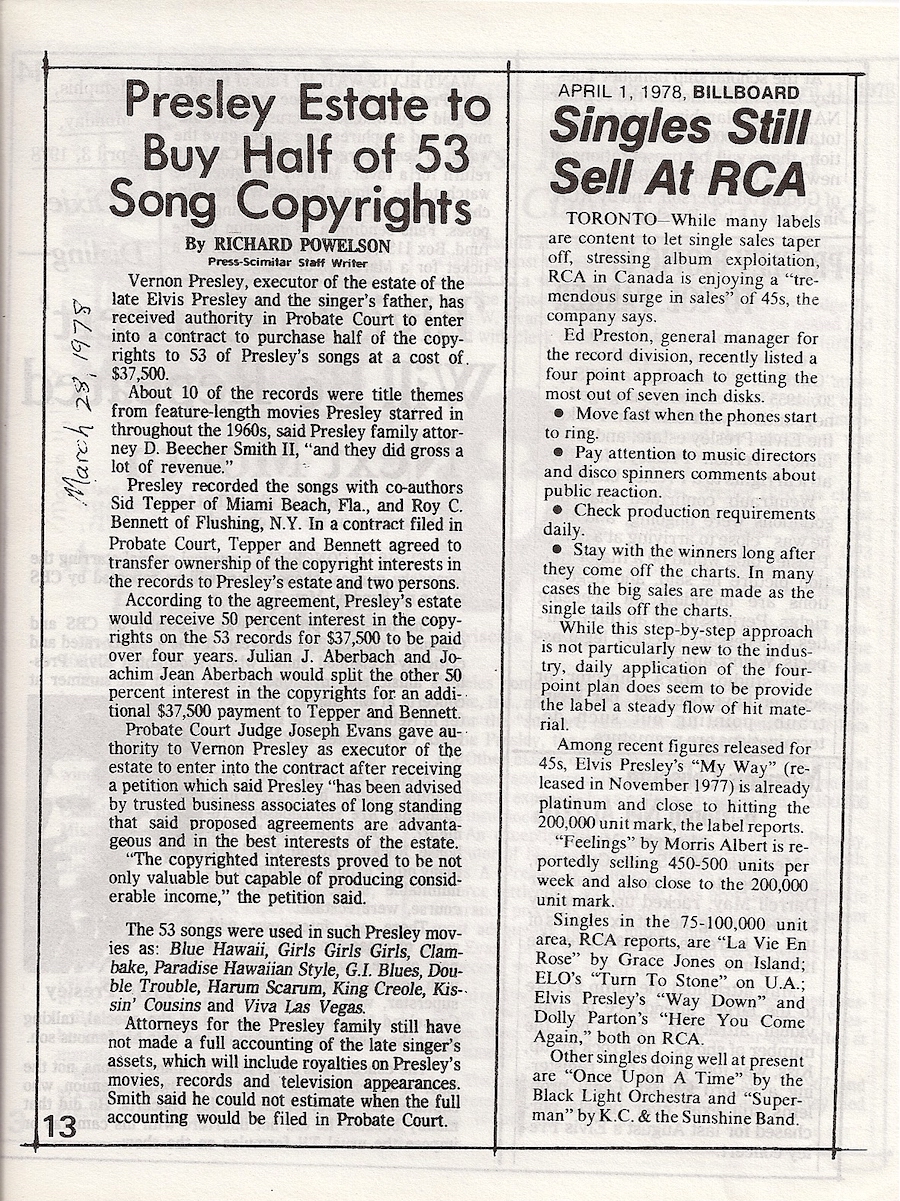 Presley Estate to
Buy Half of 53
Song Copyrights
By RICHARD POWELSON
Press-Scimitar Staff Writer
March 28, 1978
Vernon Presley, executor of the estate of the
late Elvis Presley and the singer's father, has
received authority in Probate Court to enter
into a contract to purchase half of the copy-
rights to 53 of Presley's songs at a cost of
$37,500.
About 10 of the records were title themes
from feature-length movies Presley starred in
throughout the 1960s, said Presley family attor-
ney D. Beecher Smith II, “and they did gross a
lot of revenue.”
Presley recorded the songs with co-authors
Sid Tepper of Miami Beach, Fla., and Roy C.
Bennett of Flushing, N.Y. In a contract filed in
Probate Court, Tepper and Bennett agreed to
transfer ownership of the copyright interests in
the records to Presley's estate and two persons.
According to the agreement, Presley's estate
would receive 50 percent interest in the copy-
rights on the 53 records for $37,500 to be paid
over four years. Julian J. Aberbach and Jo-
achim Jean Aberbach would split the other 50
percent interest in the copyrights for an addi-
tional $37,500 payment to Tepper and Bennett.
Probate Court Judge Joseph Evans gave au-
thority to Vernon Presley as executor of the
estate to enter into the contract after receiving
a petition which said Presley “has been advised
by trusted business associates of long standing
that said proposed agreements are advanta-
geous and in the best interests of the estate.
“The copyrighted interests proved to be not
only valuable but capable of producing consid-
erable income,” the petition said.
The 53 songs were used in such Presley mov-
ies as: Blue Hawaii, Girls Girls Girls, Clam-
bake, Paradise Hawaiian Style, G.I. Blues, Dou-
ble Trouble, Harum Scarum, King Creole, Kis-
sin' Cousins and Viva Las Vegas.
Attorneys for the Presley family still have
not made a full accounting of the late singer's
assets, which will include royalties on Presley's
movies, records and television appearances.
Smith said he could not estimate when the full
accounting would be filed in Probate Court.
13
APRIL 1, 1978, BILLBOARD
Singles Still
Sell At RCA
TORONTO—While many labels
are content to let single sales taper
off, stressing album exploitation,
RCA in Canada is enjoying a “tre-
mendous surge in sales” of 45s, the
company says.
Ed Preston, general manager for
the record division, recently listed a
four point approach to getting the
most out of seven inch disks.
● Move fast when the phones start
to ring.
● Pay attention to music directors
and disco spinners comments about
public reaction.
● Check production requirements
daily.
● Stay with the winners long after
they come off the charts. In many
cases the big sales are made as the
single tails off the charts.
While this step-by-step approach
is not particularly new to the indus-
try, daily application of the four-
point plan does seem to be provide
the label a steady flow of hit mate-
rial.
Among recent figures released for
45s, Elvis Presley's “My Way” (re-
leased in November 1977) is already
platinum and close to hitting the
200,000 unit mark, the label reports.
“Feelings” by Morris Albert is re-
portedly selling 450-500 units per
week and also close to the 200,000
unit mark.
Singles in the 75-100,000 unit
area, RCA reports, are “La Vie En
Rose” by Grace Jones on Island;
ELO's “Turn To Stone” on U.A.;
Elvis Presley's “Way Down” and
Dolly Parton's “Here You Come
Again,” both on RCA.
Other singles doing well at present
are “Once Upon A Time” by the
Black Light Orchestra and “Super-
man” by K.C. & the Sunshine Band.